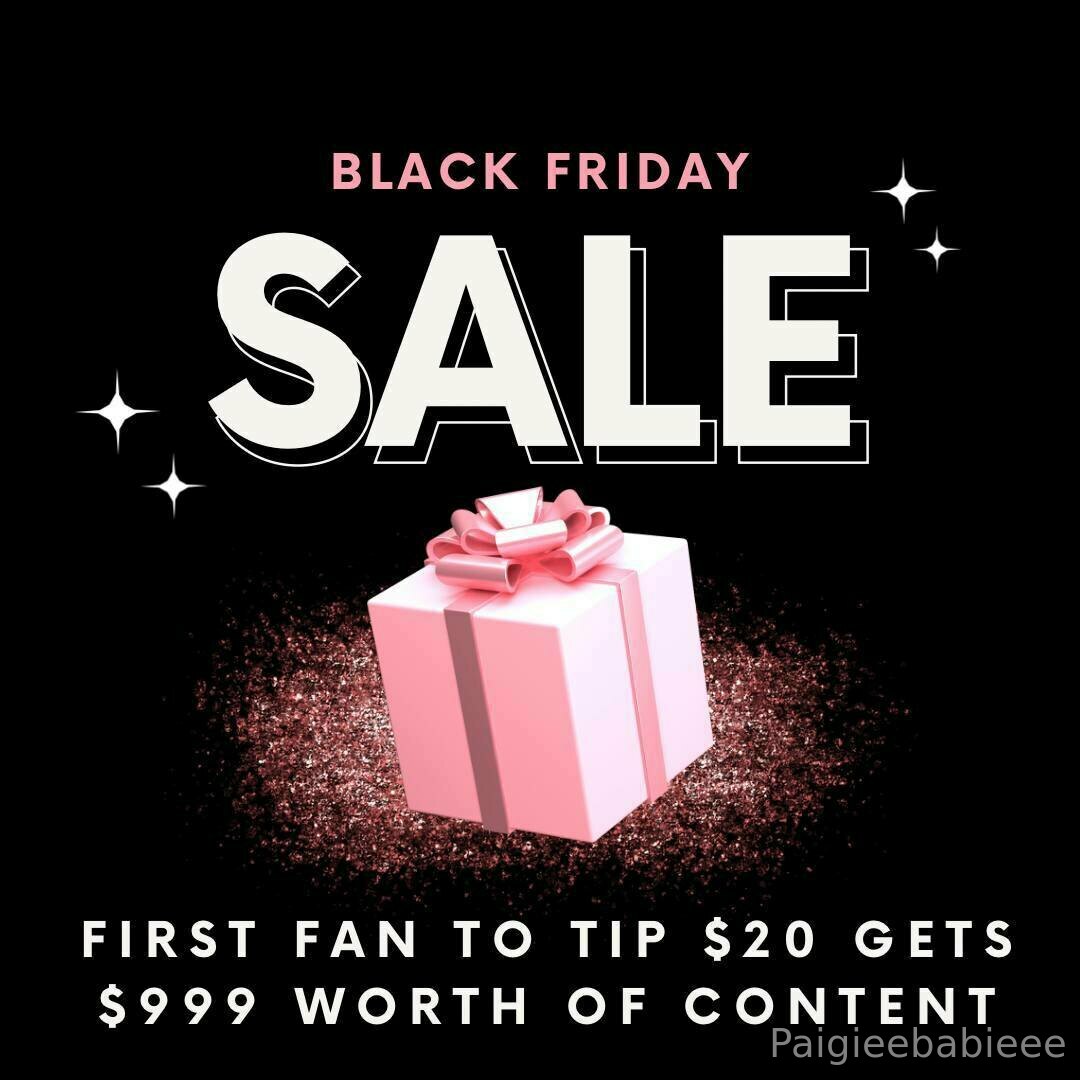 BLACK FRIDAY
SALE
FIRST FAN TO TIP $20 GETS
$999 WORTH OF CONTENT
Paigieebabieee